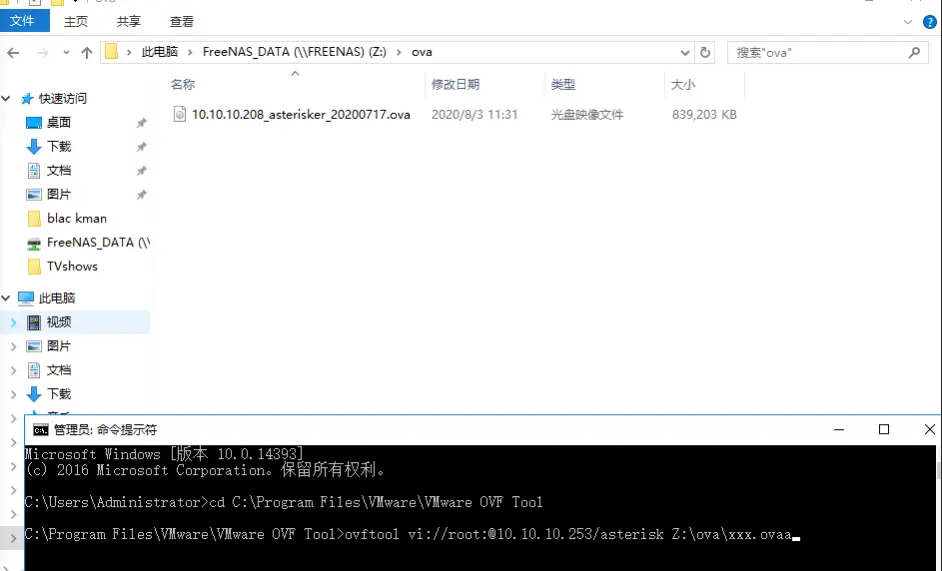 文件 主页 共享 查看
此电脑 FreeNAS_DATA (\\FREENAS) (Z:) ova
搜索"ova"
名称 修改日期 类型 大小
10.10.10.208_asterisker_20200717.ova 2020/8/3 11:31 光盘映像文件 839,203 KB
快速访问
桌面
下载
文档
图片
blac kman
FreeNAS_DATA (\\
TVshows
此电脑
视频
图片
文档
下载
管理员: 命令提示符
Microsoft Windows [版本 10.0.14393]
(c) 2016 Microsoft Corporation。保留所有权利。
C:\Users\Administrator>cd C:\Program Files\VMware\VMware OVF Tool
C:\Program Files\VMware\VMware OVF Tool>ovftool vi://root:@10.10.10.253/asterisk Z:\ova\xxx.ovaa